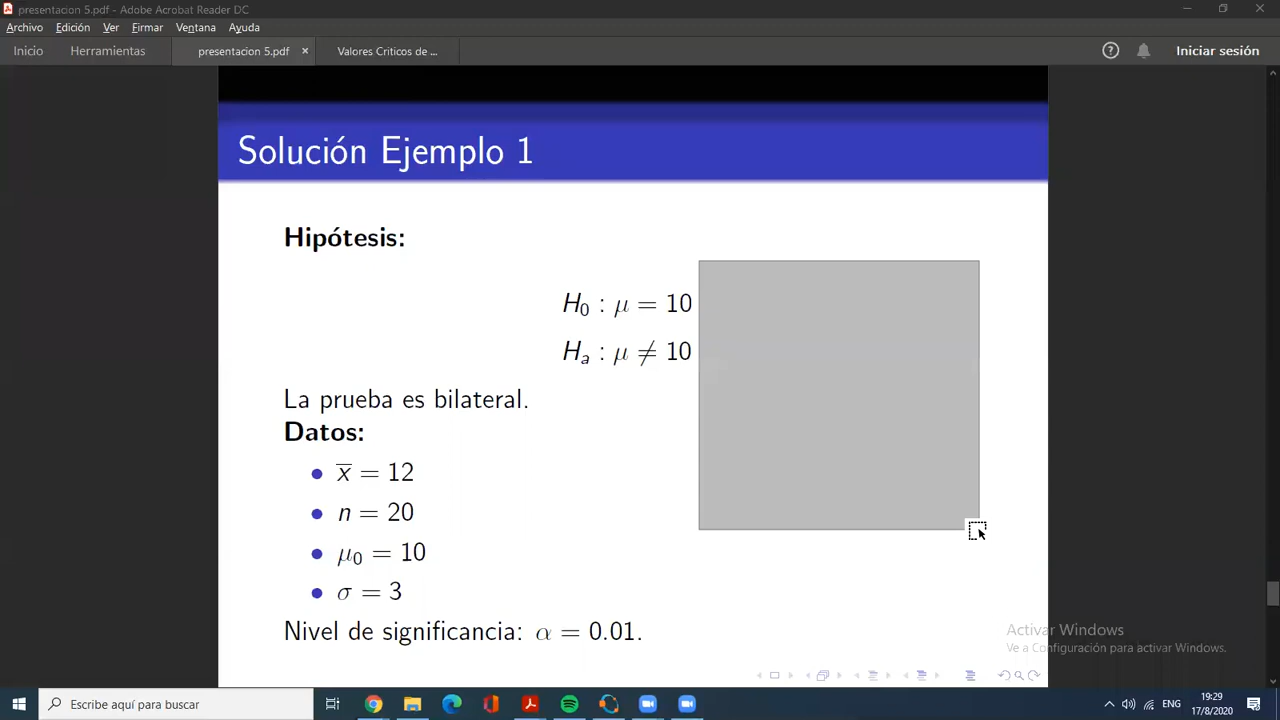 presentacion 5.pdf - Adobe Acrobat Reader DC
Archivo Edición Ver Firmar Ventana Ayuda
Inicio Herramientas presentacion 5.pdf × Valores Criticos de ... Iniciar sesión
Solución Ejemplo 1
Hipótesis:
H₀ : μ = 10
Hₐ : μ ≠ 10
La prueba es bilateral.
Datos:
• x̅ = 12
• n = 20
• μ₀ = 10
• σ = 3
Nivel de significancia: α = 0.01.
Activar Windows
Ve a Configuración para activar Windows.
Escribe aquí para buscar
ENG
19:29
17/8/2020